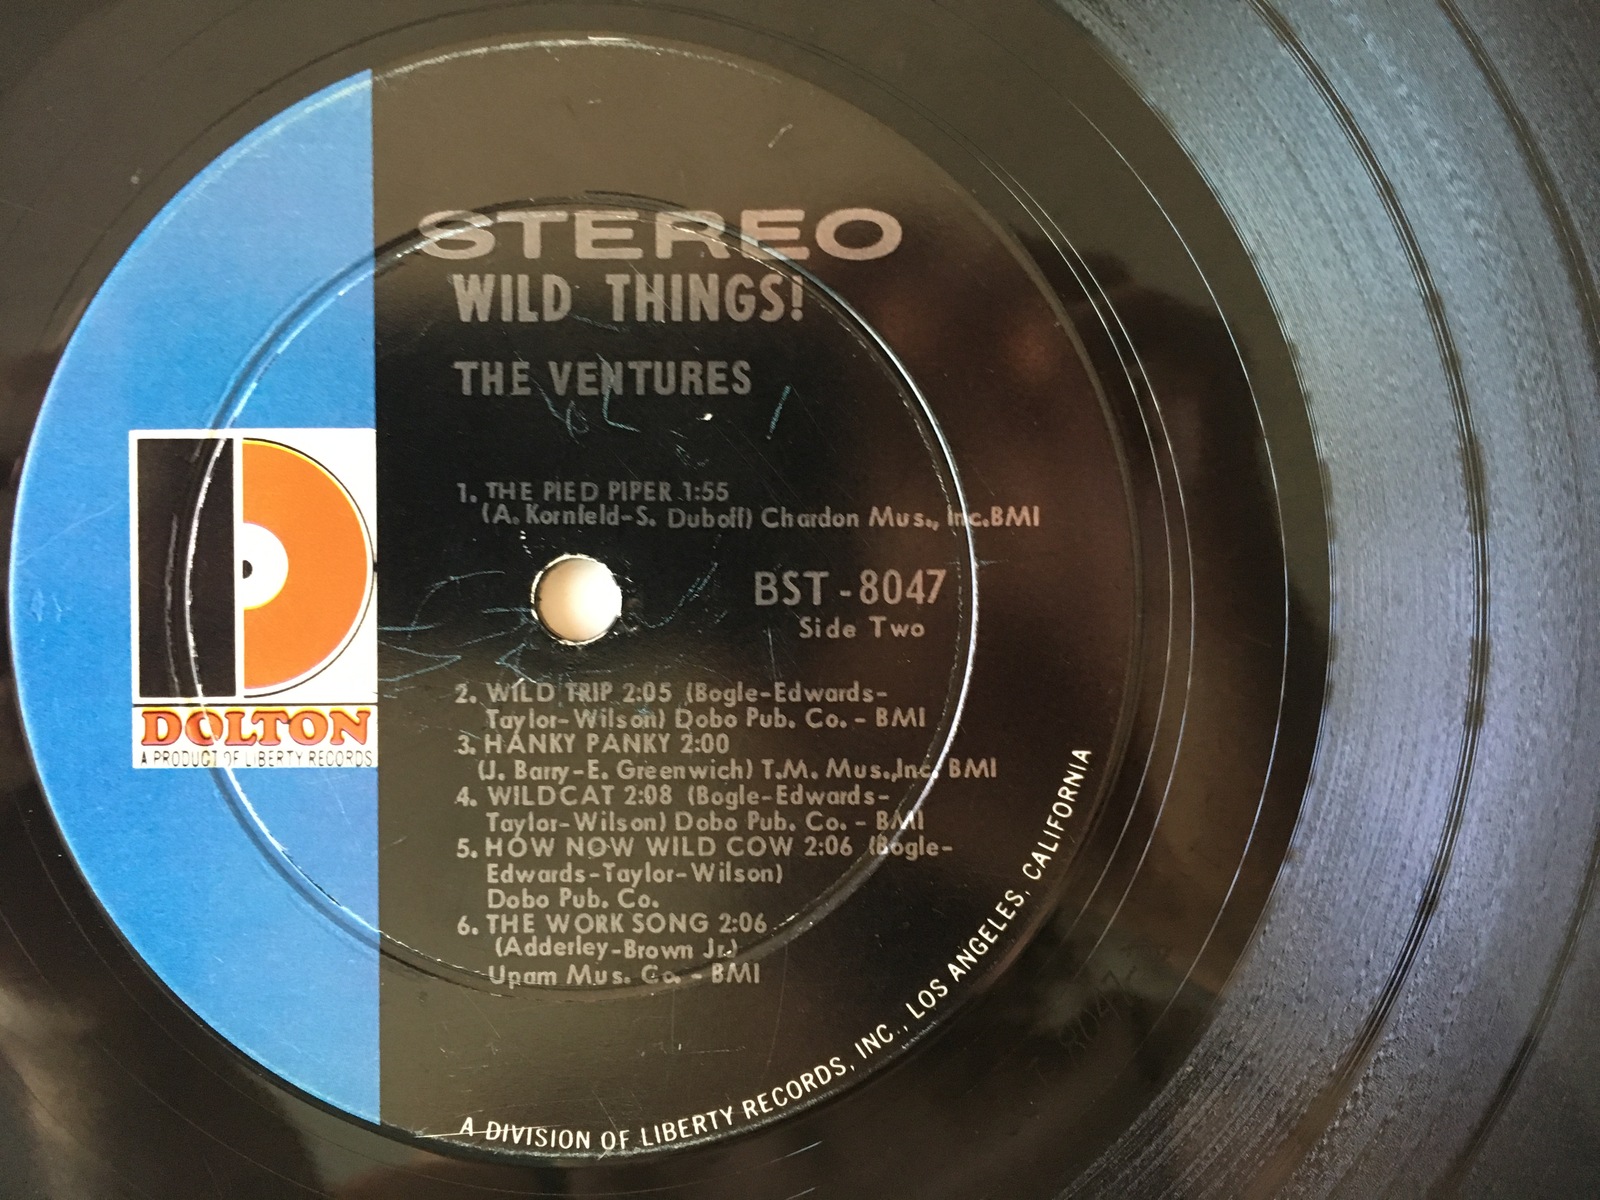 STEREO
WILD THINGS!
THE VENTURES
1. THE PIED PIPER 1:55
(A. Kornfeld-S. Duboff) Chardon Mus., Inc. BMI
BST - 8047
Side Two
2. WILD TRIP 2:05 (Bogle-Edwards-
Taylor-Wilson) Dobo Pub. Co. - BMI
3. HANKY PANKY 2:00
(J. Barry-E. Greenwich) T.M. Mus., Inc. BMI
4. WILDCAT 2:08 (Bogle-Edwards-
Taylor-Wilson) Dobo Pub. Co. - BMI
5. HOW NOW WILD COW 2:06 (Bogle-
Edwards-Taylor-Wilson)
Dobo Pub. Co.
6. THE WORK SONG 2:06
(Adderley-Brown Jr.)
Upam Mus. Co. - BMI
DOLTON
A PRODUCT OF LIBERTY RECORDS
A DIVISION OF LIBERTY RECORDS, INC., LOS ANGELES, CALIFORNIA